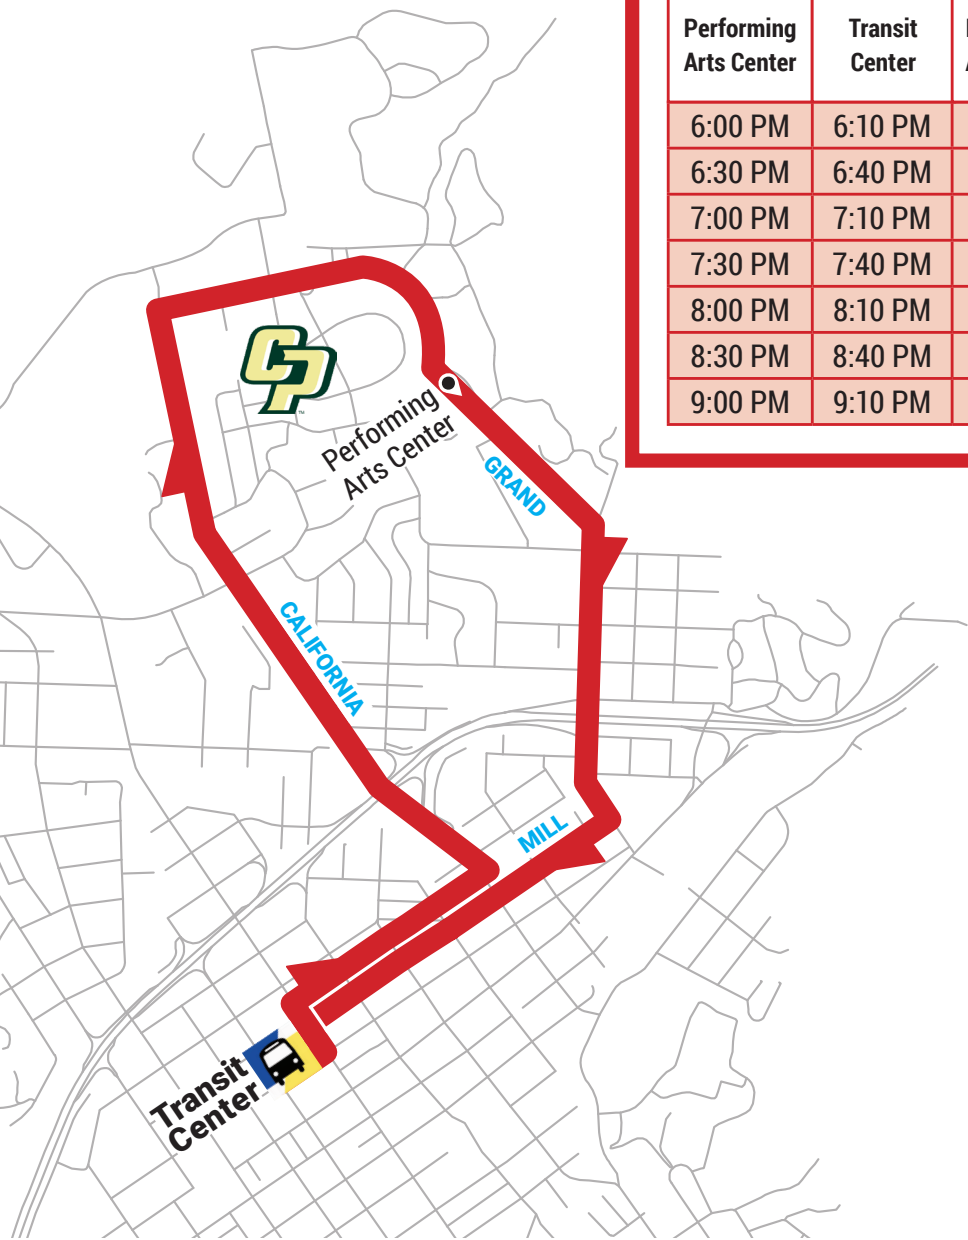 Performing Arts Center
Transit Center
6:00 PM 6:10 PM
6:30 PM 6:40 PM
7:00 PM 7:10 PM
7:30 PM 7:40 PM
8:00 PM 8:10 PM
8:30 PM 8:40 PM
9:00 PM 9:10 PM
CP
TM
Performing
Arts Center
GRAND
CALIFORNIA
MILL
Transit
Center